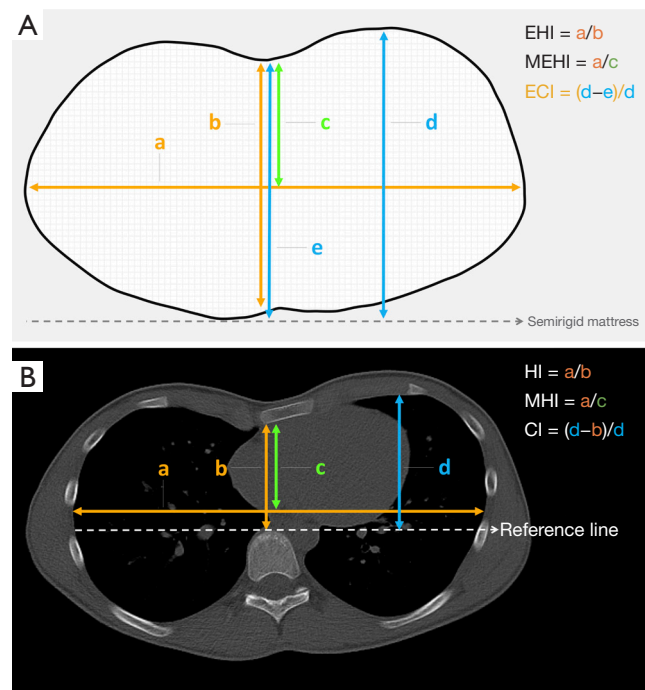 A
EHI = a/b
MEHI = a/c
ECI = (d–e)/d
b
c
d
a
e
Semirigid mattress
B
HI = a/b
MHI = a/c
CI = (d–b)/d
a
b
c
d
Reference line